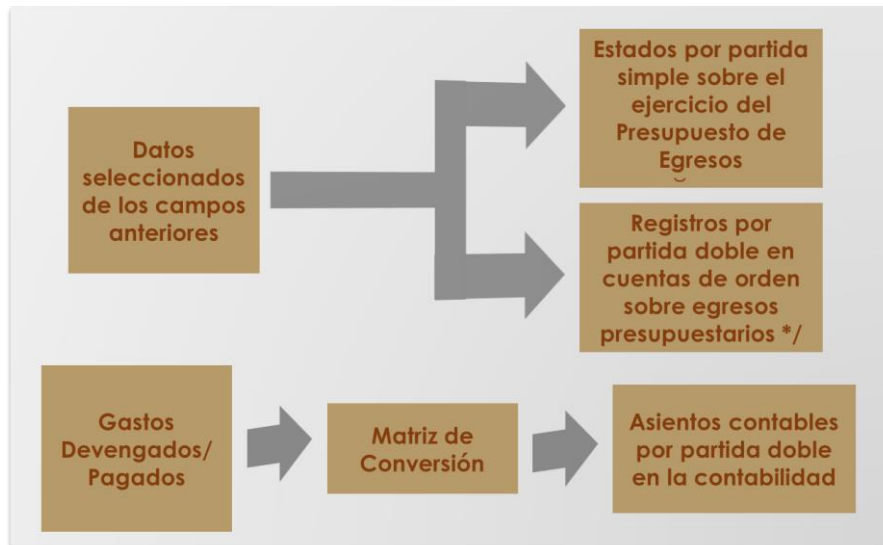 Datos
seleccionados
de los campos
anteriores
Estados por partida
simple sobre el
ejercicio del
Presupuesto de
Egresos
Registros por
partida doble en
cuentas de orden
sobre egresos
presupuestarios */
Gastos
Devengados/
Pagados
Matriz de
Conversión
Asientos contables
por partida doble
en la contabilidad